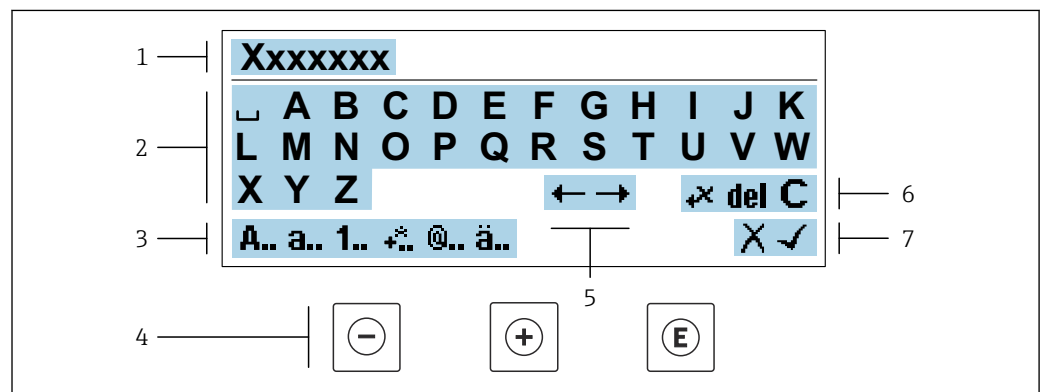 1
Xxxxxxx
2
␣ A B C D E F G H I J K
L M N O P Q R S T U V W
X Y Z ← → +× del C
6
3
A.. a.. 1.. +*.. @.. ä.. X ✓
7
5
4
− + E